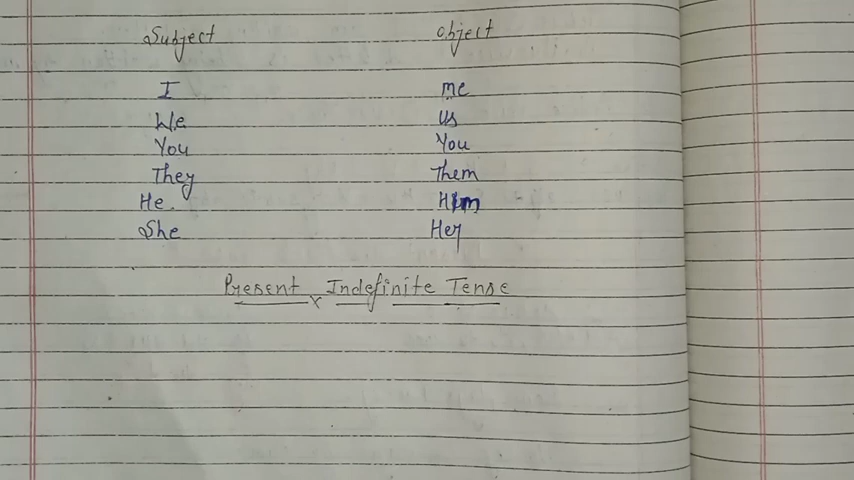 Subject Object
I me
We us
You You
They Them
He. Him
She Her
Present Indefinite Tense